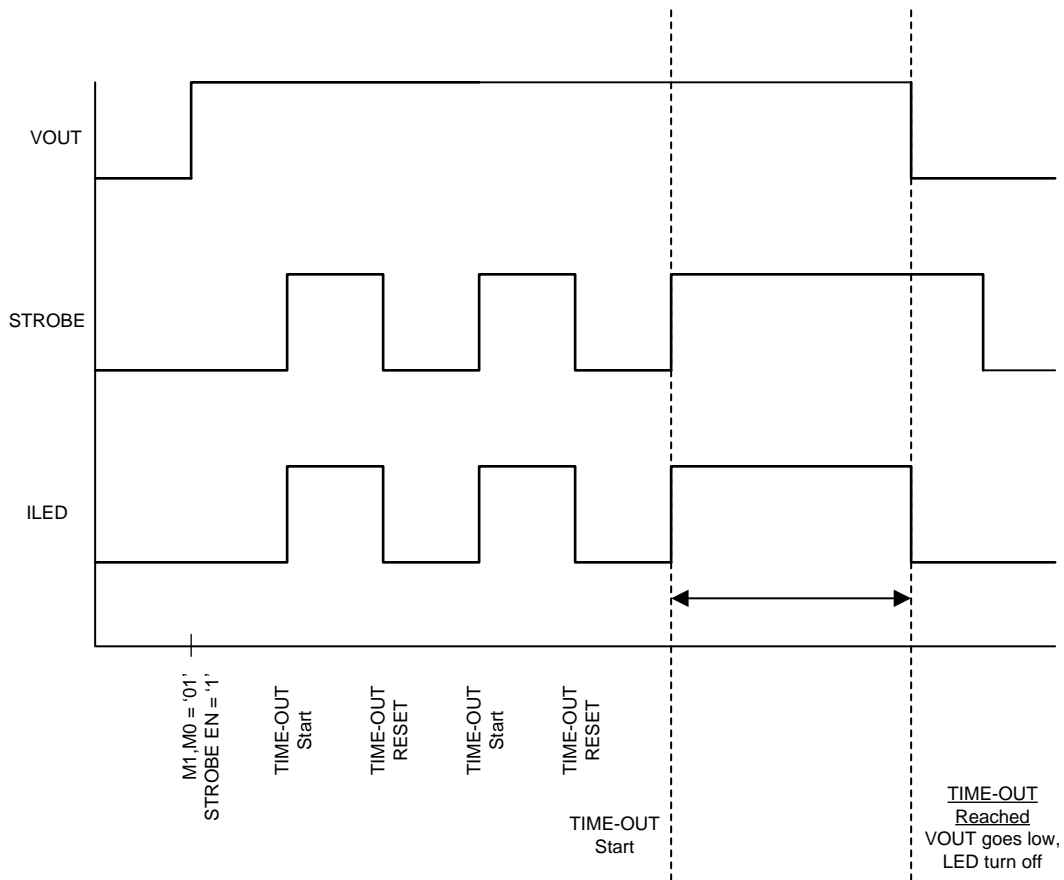 VOUT
STROBE
ILED
M1,M0 = ‘01’
STROBE EN = ‘1’
TIME-OUT
Start
TIME-OUT
RESET
TIME-OUT
Start
TIME-OUT
RESET
TIME-OUT
Start
TIME-OUT
Reached
VOUT goes low,
LED turn off